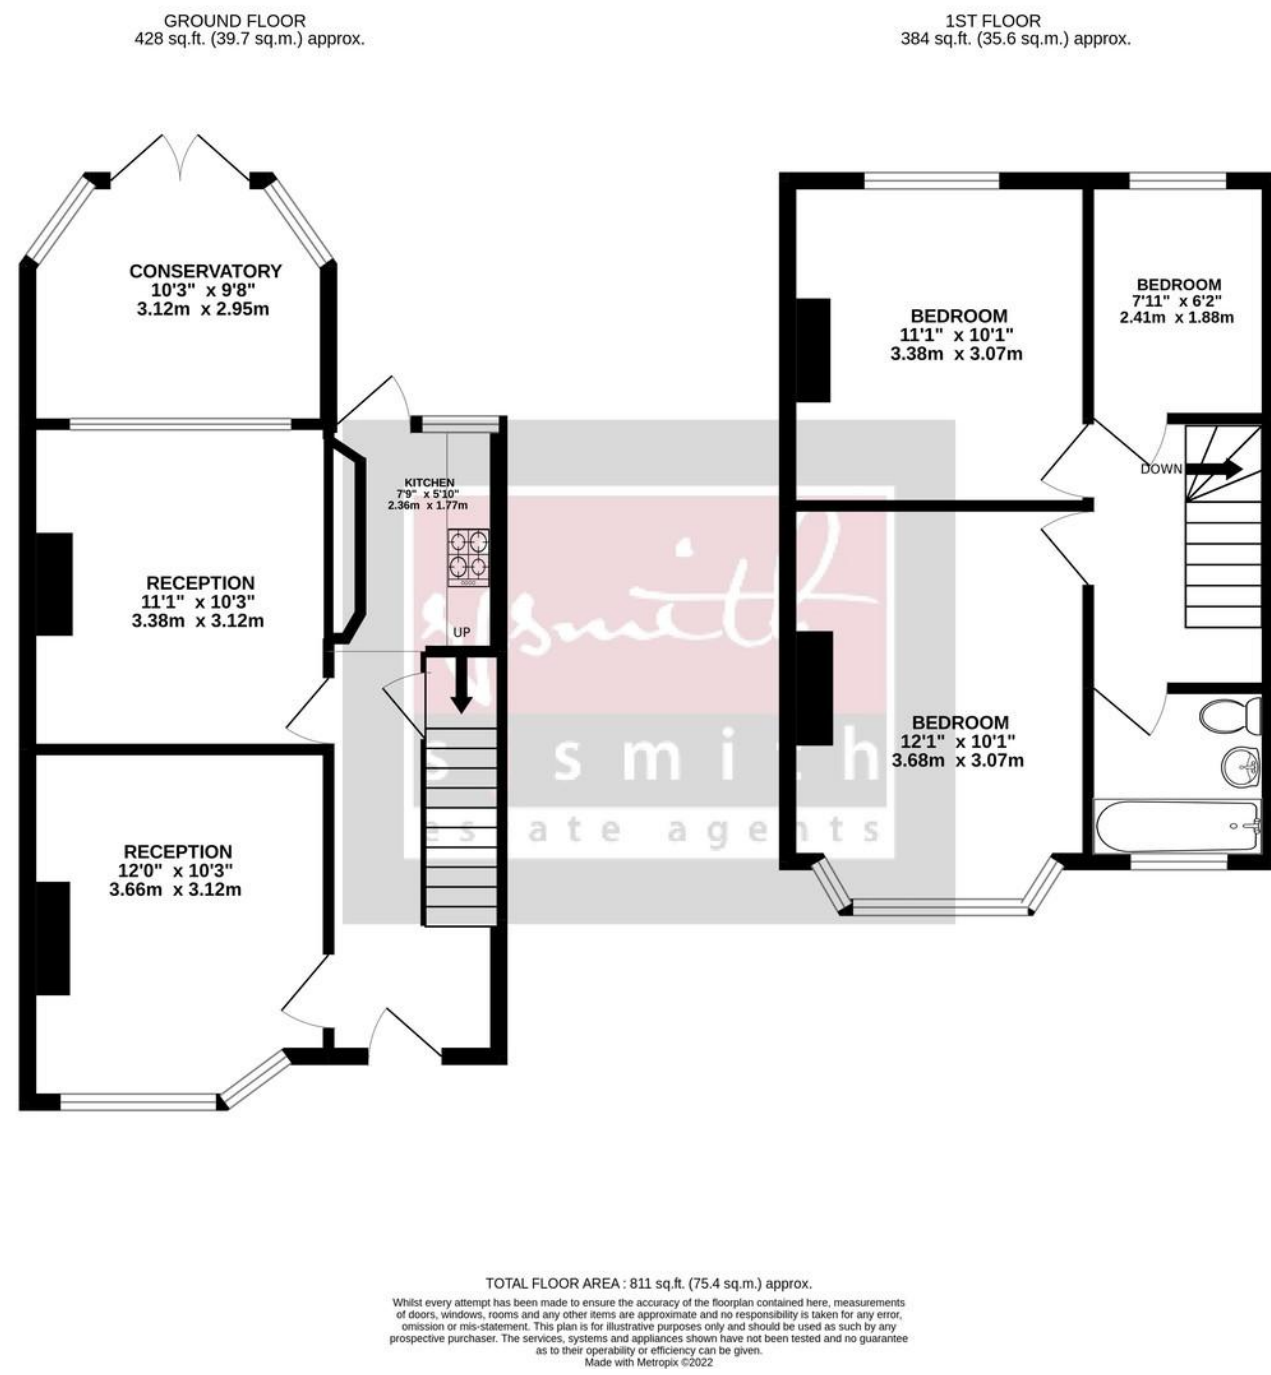 GROUND FLOOR
428 sq.ft. (39.7 sq.m.) approx.
1ST FLOOR
384 sq.ft. (35.6 sq.m.) approx.
CONSERVATORY
10'3" x 9'8"
3.12m x 2.95m
KITCHEN
7'9" x 5'10"
2.36m x 1.77m
RECEPTION
11'1" x 10'3"
3.38m x 3.12m
UP
RECEPTION
12'0" x 10'3"
3.66m x 3.12m
BEDROOM
11'1" x 10'1"
3.38m x 3.07m
BEDROOM
7'11" x 6'2"
2.41m x 1.88m
DOWN
BEDROOM
12'1" x 10'1"
3.68m x 3.07m
s smith
estate agents
TOTAL FLOOR AREA : 811 sq.ft. (75.4 sq.m.) approx.
Whilst every attempt has been made to ensure the accuracy of the floorplan contained here, measurements
of doors, windows, rooms and any other items are approximate and no responsibility is taken for any error,
omission or mis-statement. This plan is for illustrative purposes only and should be used as such by any
prospective purchaser. The services, systems and appliances shown have not been tested and no guarantee
as to their operability or efficiency can be given.
Made with Metropix ©2022